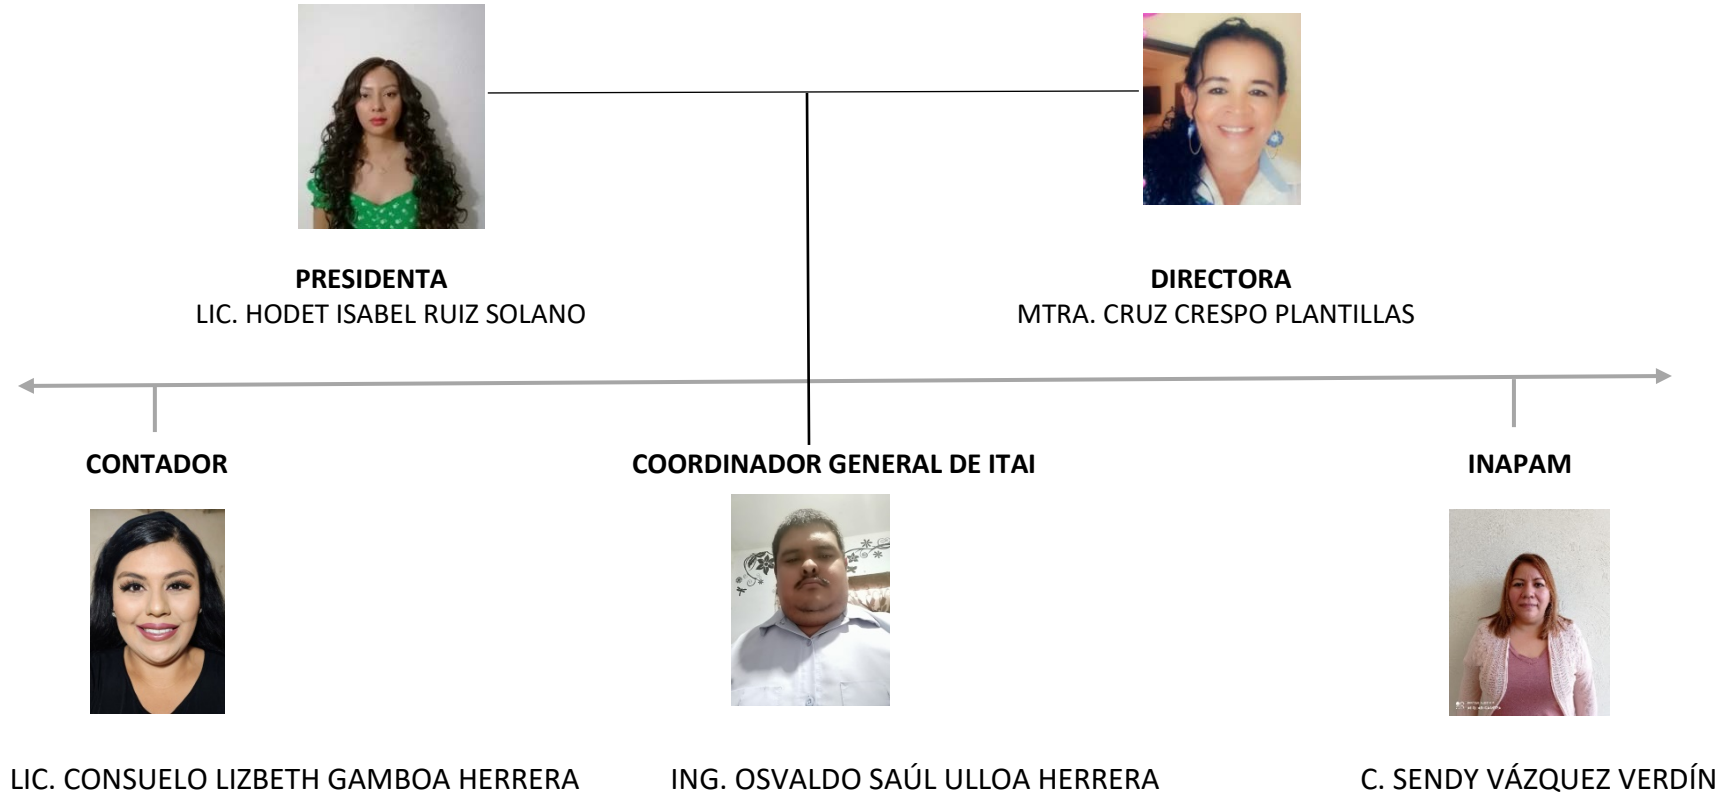 PRESIDENTA
LIC. HODET ISABEL RUIZ SOLANO
DIRECTORA
MTRA. CRUZ CRESPO PLANTILLAS
CONTADOR
COORDINADOR GENERAL DE ITAI
INAPAM
LIC. CONSUELO LIZBETH GAMBOA HERRERA
ING. OSVALDO SAÚL ULLOA HERRERA
C. SENDY VÁZQUEZ VERDÍN